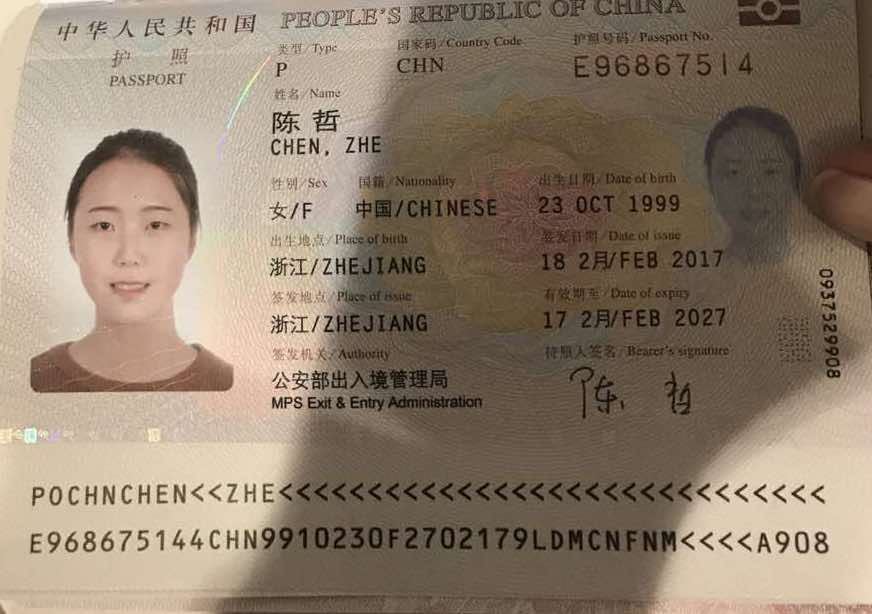 中华人民共和国 PEOPLE'S REPUBLIC OF CHINA
护 照
PASSPORT
类型/Type 国家码/Country Code 护照号码/Passport No.
P CHN E96867514
姓名/Name
陈 哲
CHEN, ZHE
性别/Sex 国籍/Nationality 出生日期/Date of birth
女/F 中国/CHINESE 23 OCT 1999
出生地点/Place of birth 签发日期/Date of issue
浙江/ZHEJIANG 18 2月/FEB 2017
签发地点/Place of issue 有效期至/Date of expiry
浙江/ZHEJIANG 17 2月/FEB 2027
签发机关/Authority 持照人签名/Bearer's signature
公安部出入境管理局 陈 哲
MPS Exit & Entry Administration
0937529908
POCHNCHEN<<ZHE<<<<<<<<<<<<<<<<<<<<<<<<<<<<<<
E968675144CHN9910230F2702179LDMCNFNM<<<<A908